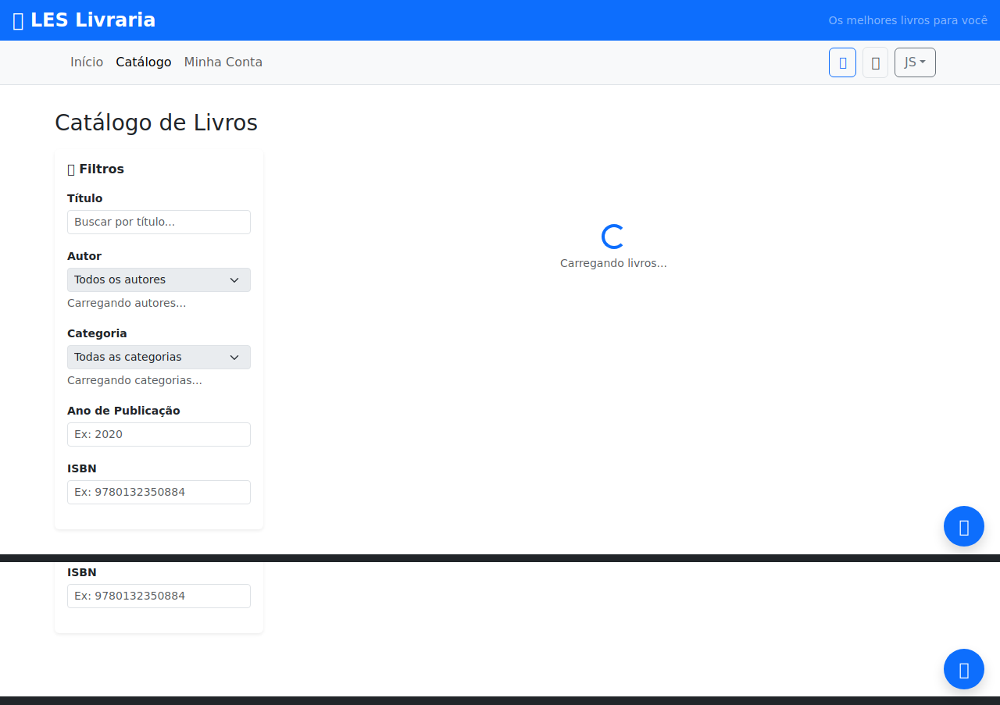 LES Livraria
Os melhores livros para você
Início Catálogo Minha Conta
JS
Catálogo de Livros
Filtros
Título
Buscar por título...
Autor
Todos os autores
Carregando autores...
Categoria
Todas as categorias
Carregando categorias...
Ano de Publicação
Ex: 2020
ISBN
Ex: 9780132350884
Carregando livros...
ISBN
Ex: 9780132350884